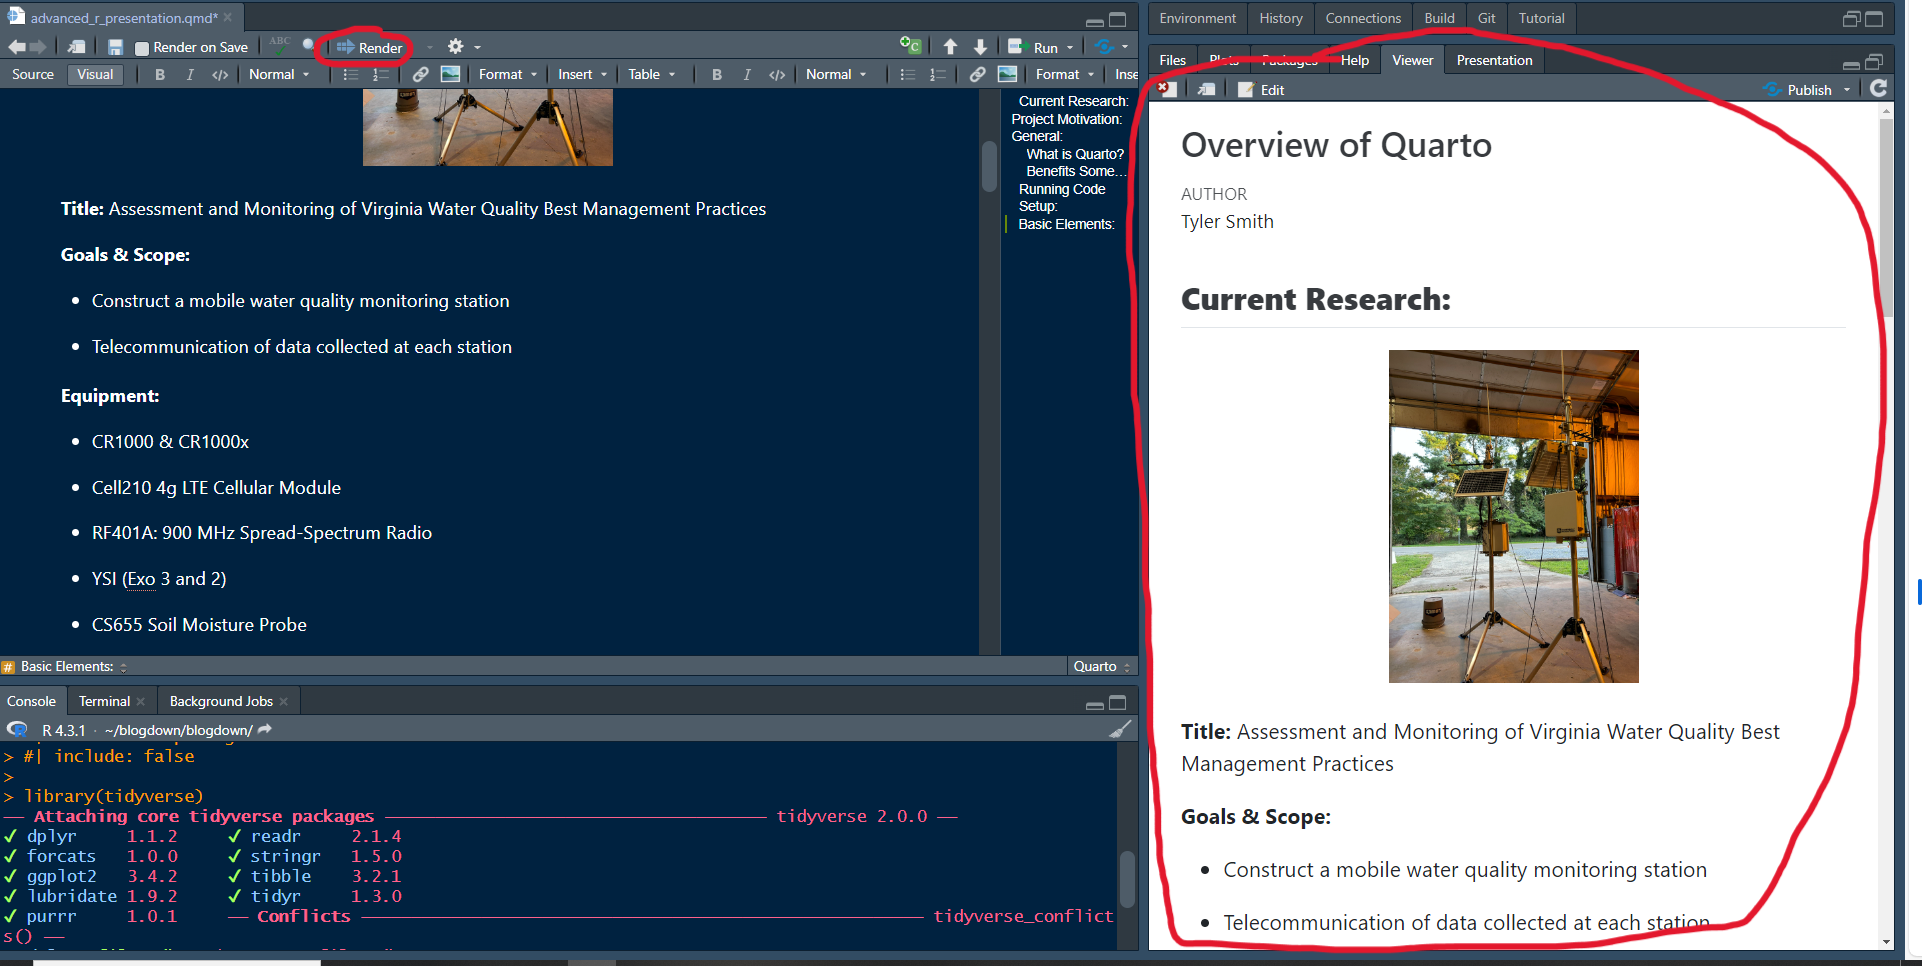 advanced_r_presentation.qmd*
Render on Save ABC Render Run
Source Visual B I </> Normal Format Insert Table B I </> Normal Format Inse
Title: Assessment and Monitoring of Virginia Water Quality Best Management Practices
Goals & Scope:
Construct a mobile water quality monitoring station
Telecommunication of data collected at each station
Equipment:
CR1000 & CR1000x
Cell210 4g LTE Cellular Module
RF401A: 900 MHz Spread-Spectrum Radio
YSI (Exo 3 and 2)
CS655 Soil Moisture Probe
Current Research:
Project Motivation:
General:
What is Quarto?
Benefits Some...
Running Code
Setup:
Basic Elements:
# Basic Elements: Quarto
Console Terminal Background Jobs
R 4.3.1 · ~/blogdown/blogdown/
> #| include: false
>
> library(tidyverse)
── Attaching core tidyverse packages ── tidyverse 2.0.0 ──
✔ dplyr 1.1.2 ✔ readr 2.1.4
✔ forcats 1.0.0 ✔ stringr 1.5.0
✔ ggplot2 3.4.2 ✔ tibble 3.2.1
✔ lubridate 1.9.2 ✔ tidyr 1.3.0
✔ purrr 1.0.1 ── Conflicts ── tidyverse_conflict
s() ──
Environment History Connections Build Git Tutorial
Files Plots Packages Help Viewer Presentation
Edit Publish
Overview of Quarto
AUTHOR
Tyler Smith
Current Research:
Title: Assessment and Monitoring of Virginia Water Quality Best
Management Practices
Goals & Scope:
Construct a mobile water quality monitoring station
Telecommunication of data collected at each station